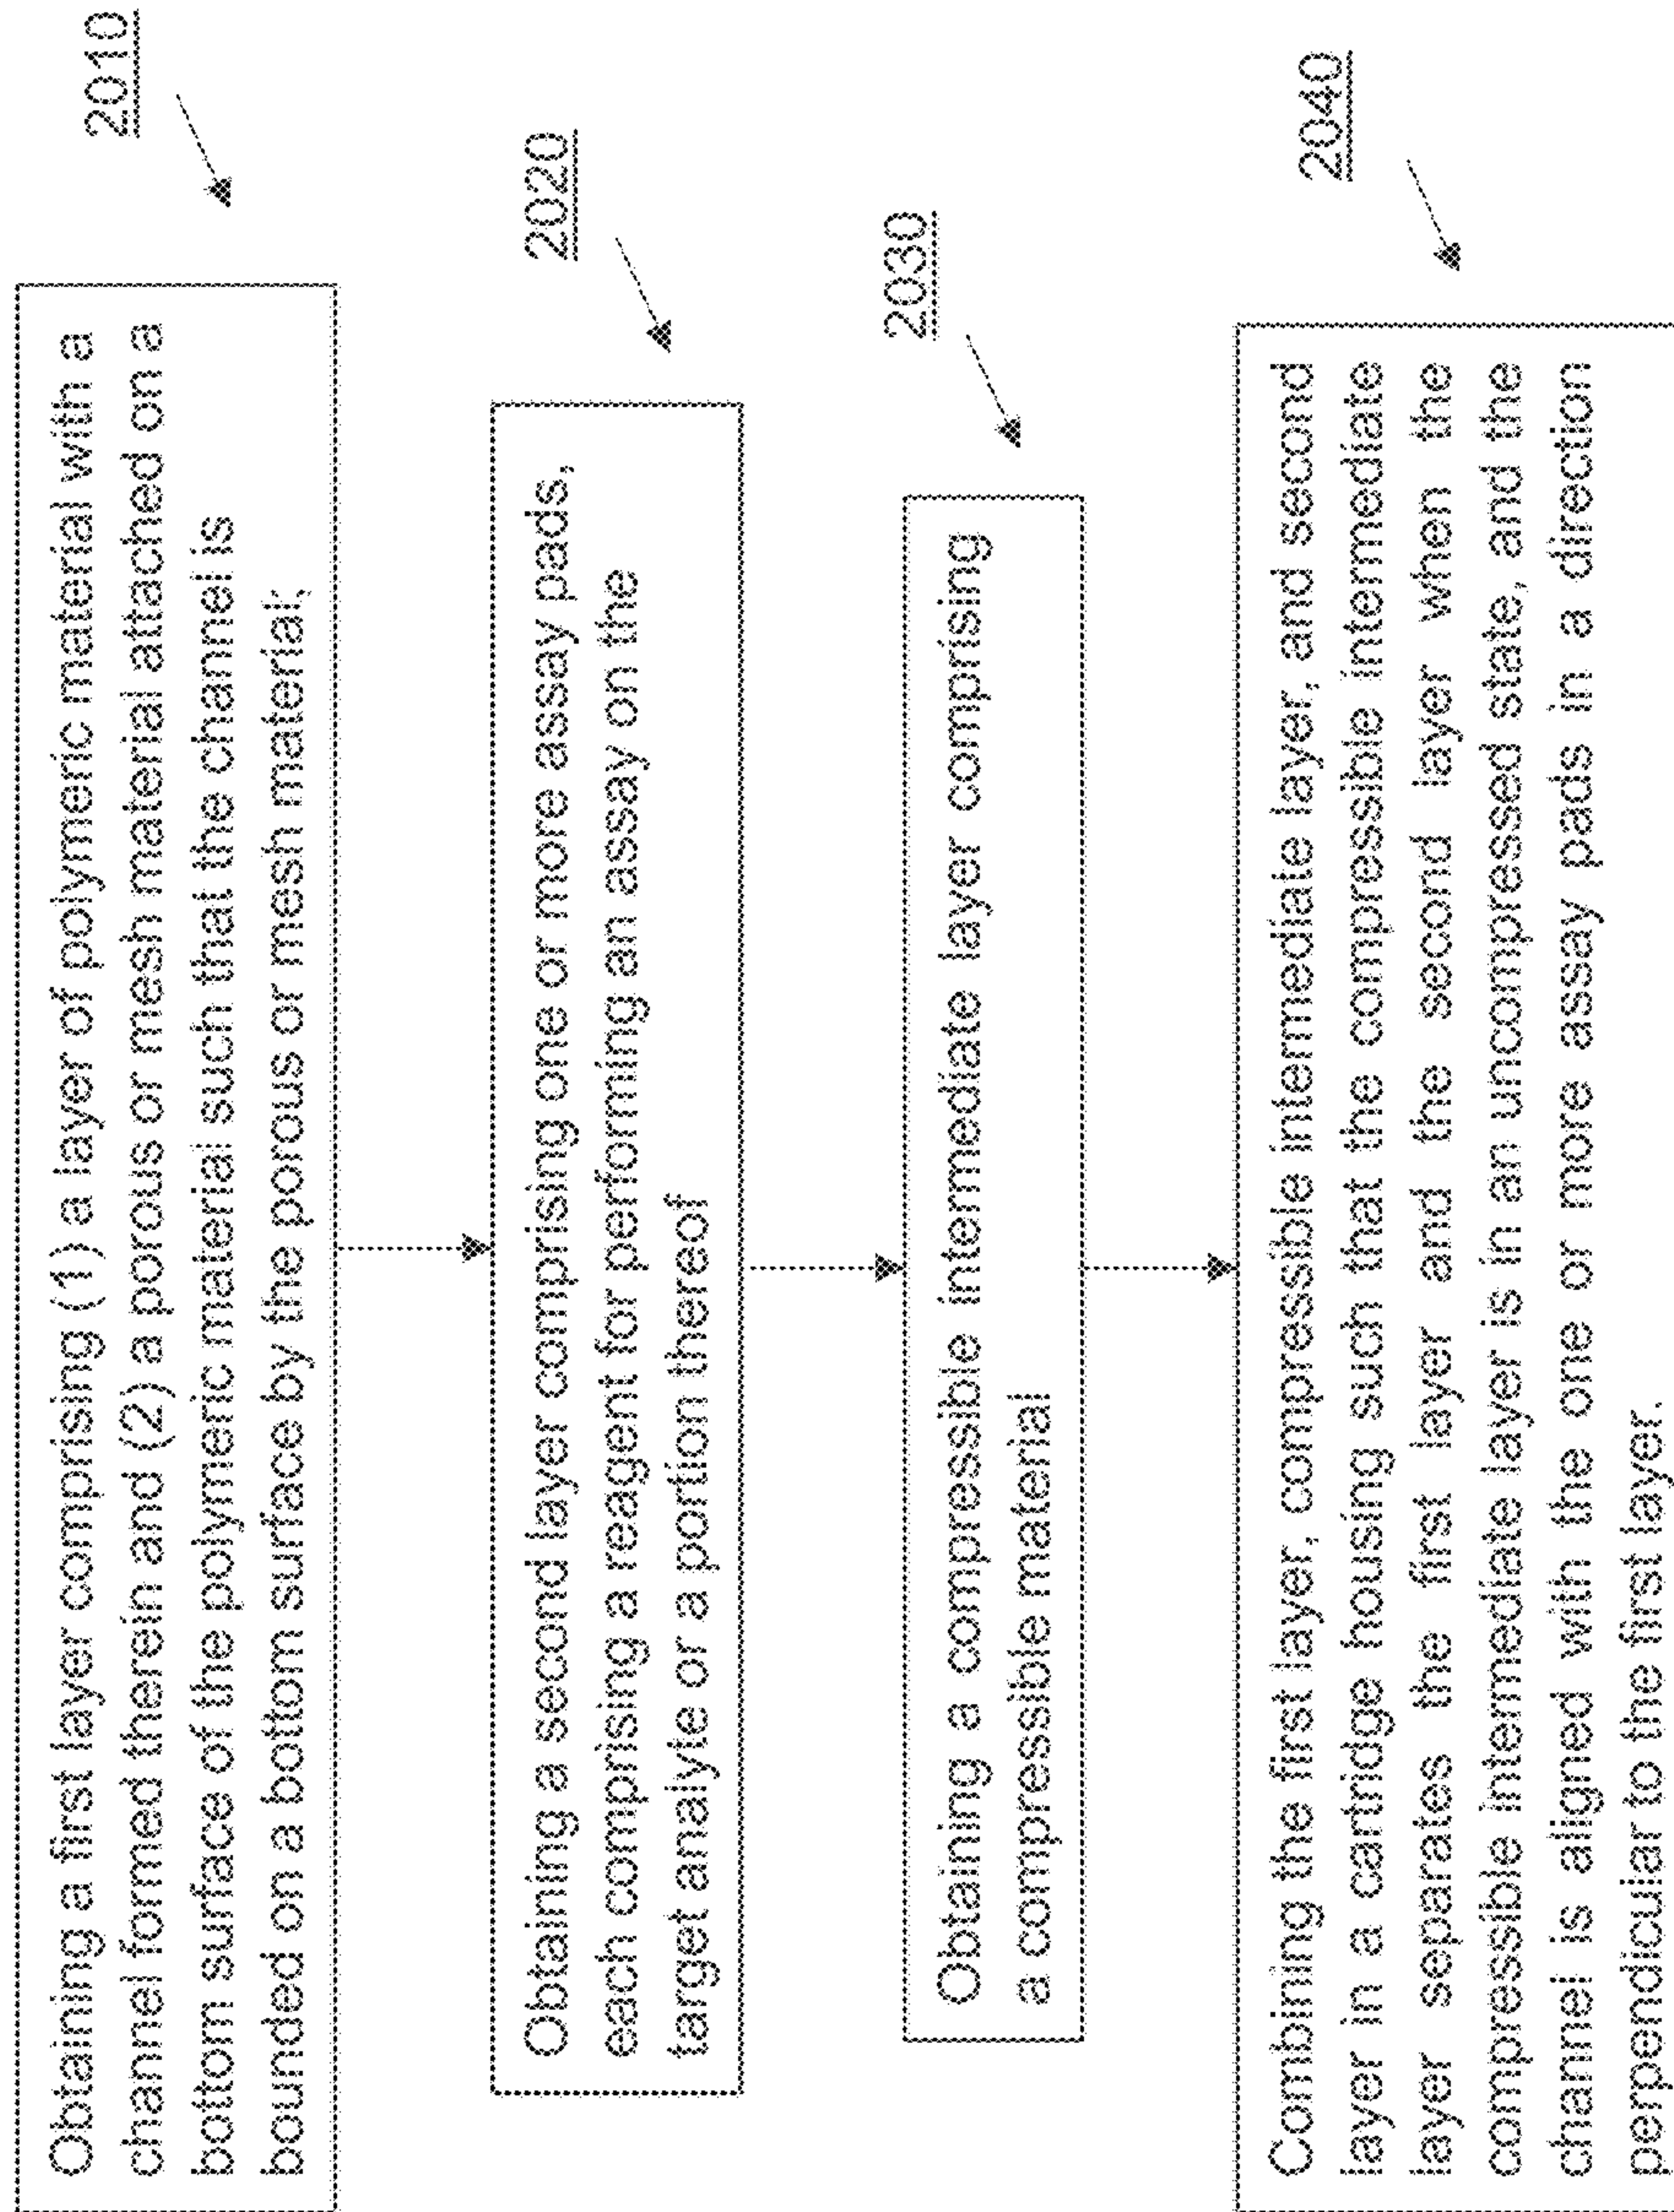 2010
Obtaining a first layer comprising (1) a layer of polymeric material with a
channel formed therein and (2) a porous or mesh material attached on a
bottom surface of the polymeric material such that the channel is
bounded on a bottom surface by the porous or mesh material;
2020
Obtaining a second layer comprising one or more assay pads,
each comprising a reagent for performing an assay on the
target analyte or a portion thereof
2030
Obtaining a compressible intermediate layer comprising
a compressible material
2040
Combining the first layer, compressible intermediate layer, and second
layer in a cartridge housing such that the compressible intermediate
layer separates the first layer and the second layer when the
compressible intermediate layer is in an uncompressed state, and the
channel is aligned with the one or more assay pads in a direction
perpendicular to the first layer.